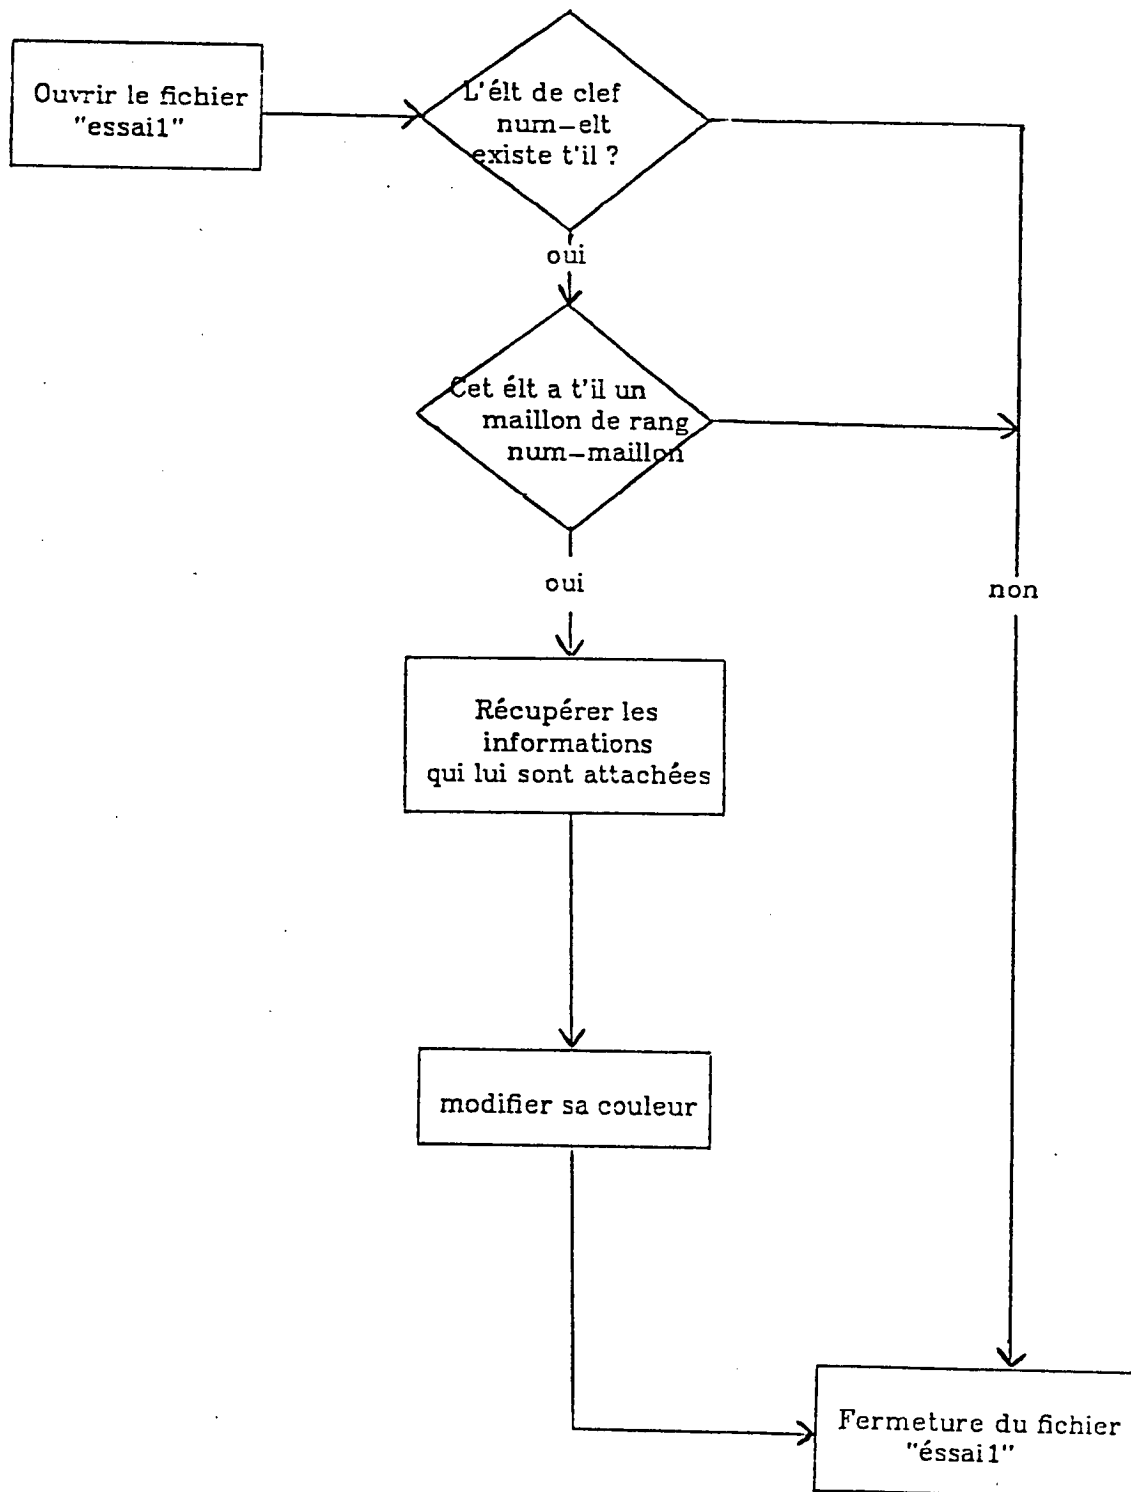 Ouvrir le fichier
"essai1"
L'élt de clef
num-elt
existe t'il ?
oui
Cet élt a t'il un
maillon de rang
num-maillon
oui
non
Récupérer les
informations
qui lui sont attachées
modifier sa couleur
Fermeture du fichier
"éssai1"